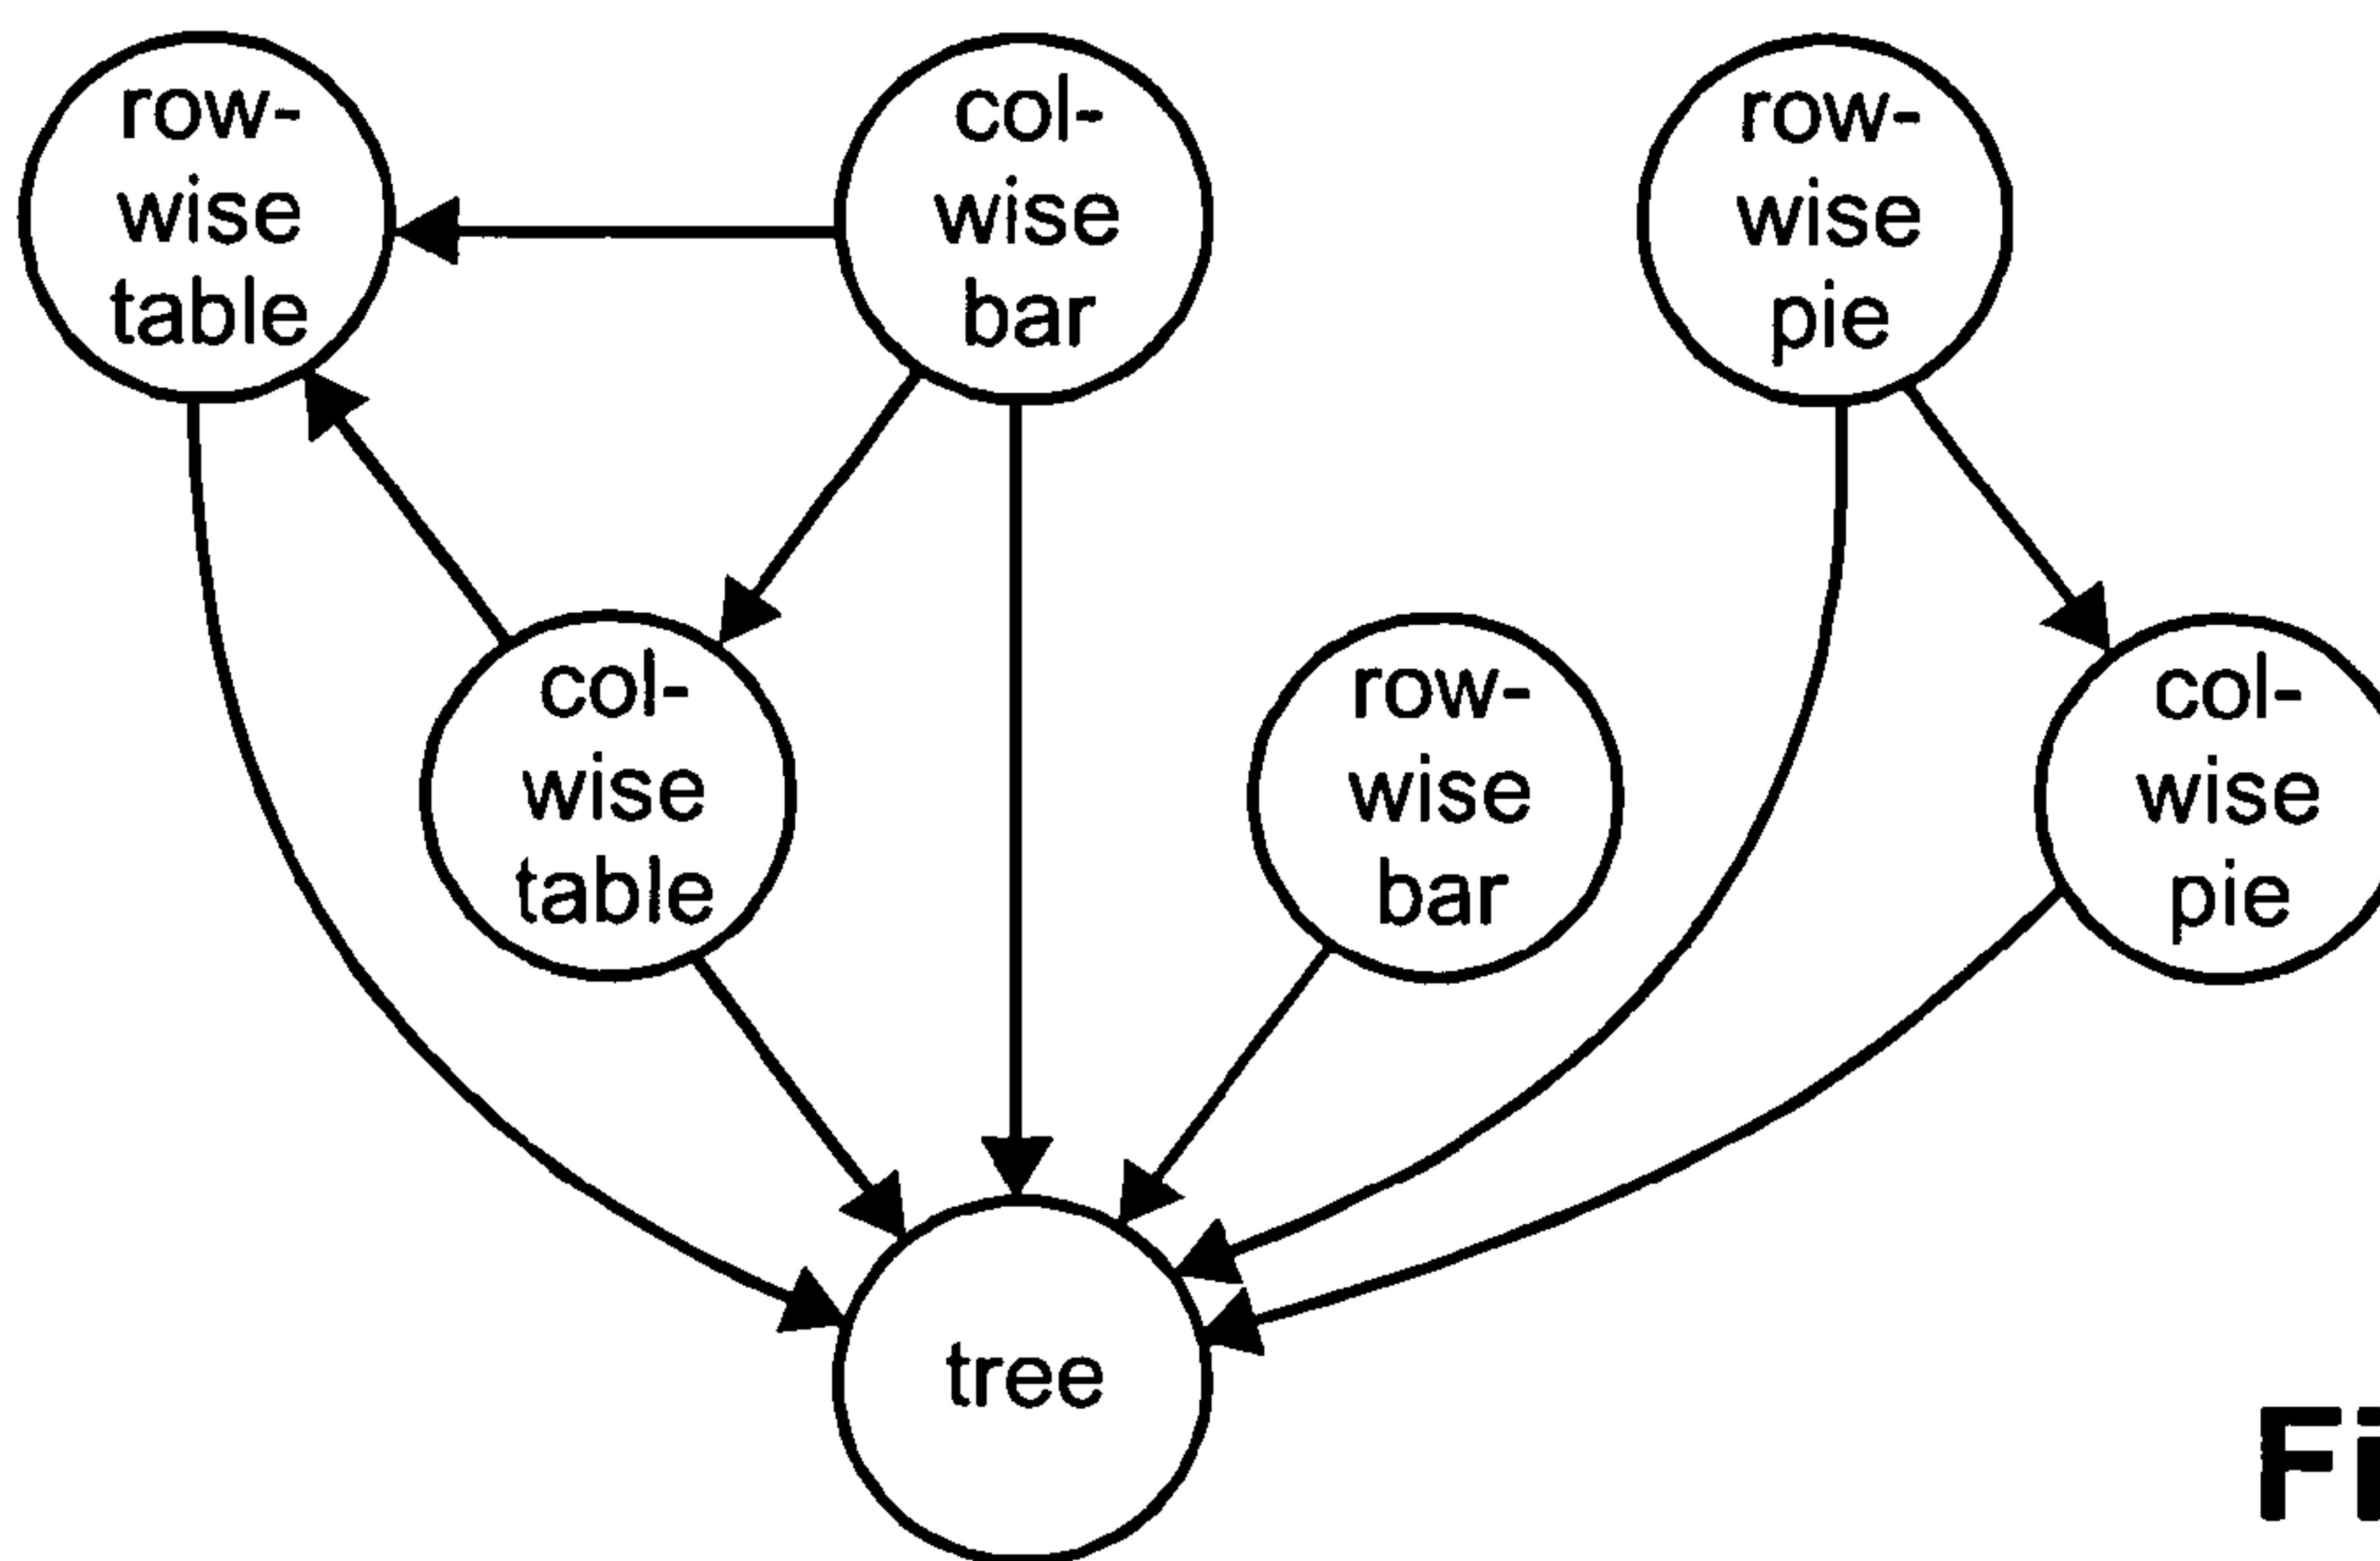 row-
wise
table
col-
wise
bar
row-
wise
pie
col-
wise
table
row-
wise
bar
col-
wise
pie
tree